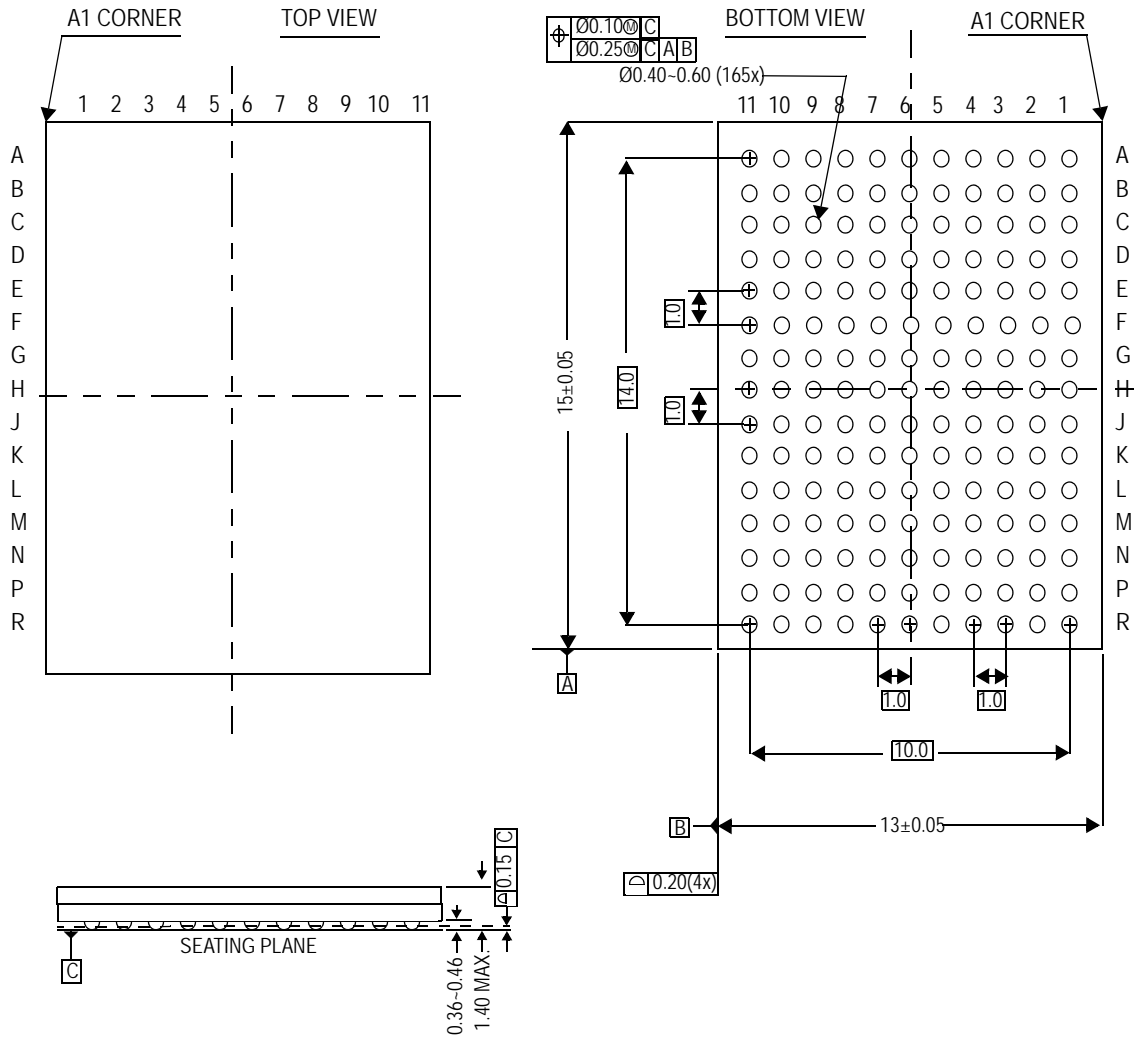 A1 CORNER
TOP VIEW
BOTTOM VIEW
A1 CORNER
Ø0.10Ⓜ C
Ø0.25Ⓜ C A B
Ø0.40~0.60 (165x)
1 2 3 4 5 6 7 8 9 10 11
11 10 9 8 7 6 5 4 3 2 1
A
B
C
D
E
F
G
H
J
K
L
M
N
P
R
A
B
C
D
E
F
G
H
J
K
L
M
N
P
R
15±0.05
14.0
1.0
1.0
A
1.0
1.0
10.0
B
13±0.05
0.20(4x)
0.15 C
SEATING PLANE
C
0.36~0.46
1.40 MAX.